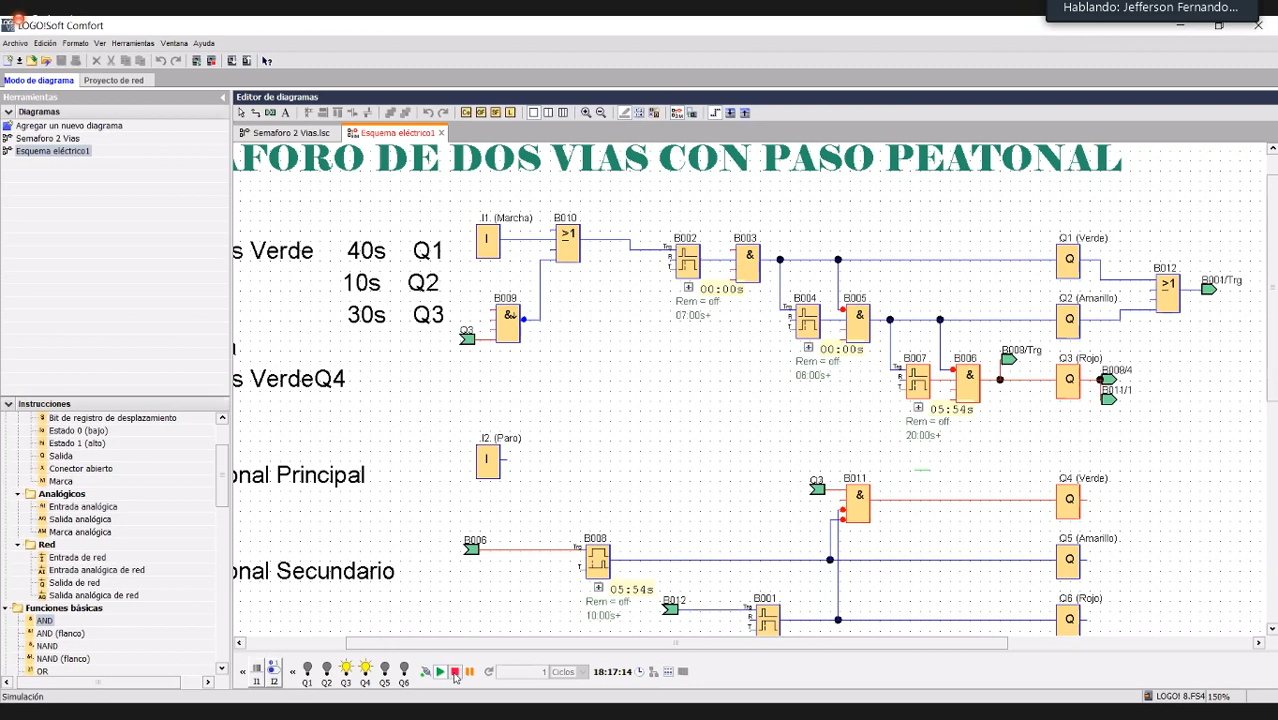 Hablando: Jefferson Fernando...
LOGO!Soft Comfort
Archivo Edición Formato Ver Herramientas Ventana Ayuda
Modo de diagrama Proyecto de red
Herramientas
Diagramas
Agregar un nuevo diagrama
Semaforo 2 Vias
Esquema eléctrico1
Instrucciones
Bit de registro de desplazamiento
Estado 0 (bajo)
Estado 1 (alto)
Salida
Conector abierto
Marca
Analógicos
Entrada analógica
Salida analógica
Marca analógica
Red
Entrada de red
Entrada analógica de red
Salida de red
Salida analógica de red
Funciones básicas
AND
AND (flanco)
NAND
NAND (flanco)
OR
Editor de diagramas
Semaforo 2 Vias.lsc Esquema eléctrico1
AFORO DE DOS VIAS CON PASO PEATONAL
s Verde 40s Q1
10s Q2
30s Q3
a
s VerdeQ4
onal Principal
onal Secundario
I1 (Marcha) B010
I ≥1
B002 B003 Q1 (Verde)
Trg R T & Q
00:00s
Rem = off
07:00s+
B012 B001/Trg
≥1
B009
&
Q3
B004 B005 Q2 (Amarillo)
Trg R T & Q
00:00s
Rem = off
06:00s+
B007 B006 B009/Trg Q3 (Rojo) B009/4
Trg R T & Q B011/1
05:54s
Rem = off
20:00s+
I2. (Paro)
I
Q3 B011 Q4 (Verde)
& Q
B006 B008 Q5 (Amarillo)
Trg T Q
05:54s
Rem = off
10:00s+
B012 B001 Q6 (Rojo)
Trg R T Q
I1 I2 Q1 Q2 Q3 Q4 Q5 Q6 1 Ciclos 18:17:14
Simulación LOGO! 8.FS4 150%